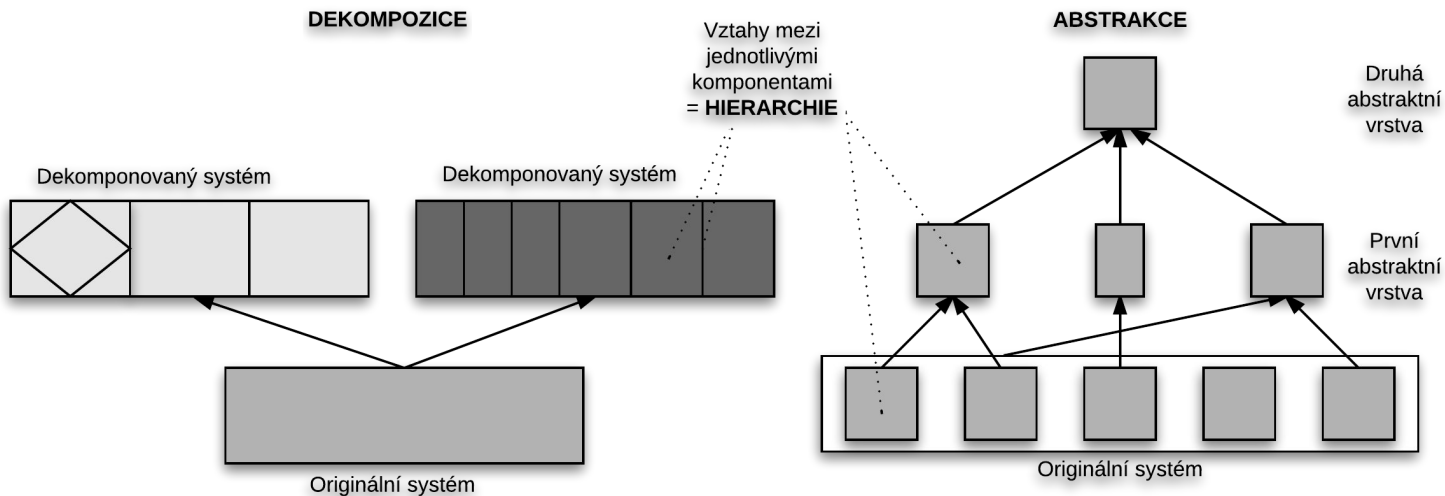 DEKOMPOZICE
Vztahy mezi
jednotlivými
komponentami
= HIERARCHIE
ABSTRAKCE
Druhá
abstraktní
vrstva
Dekomponovaný systém
Dekomponovaný systém
První
abstraktní
vrstva
Originální systém
Originální systém